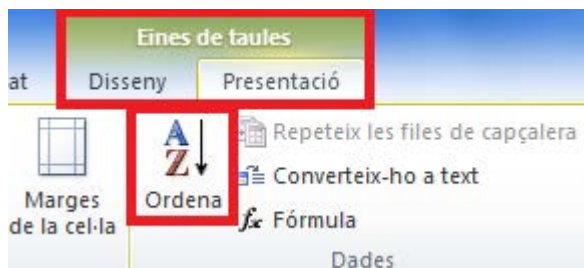 Eines de taules
at Disseny Presentació
Marges
de la cel·la
A
Z
Ordena
Repeteix les files de capçalera
Converteix-ho a text
fx Fórmula
Dades